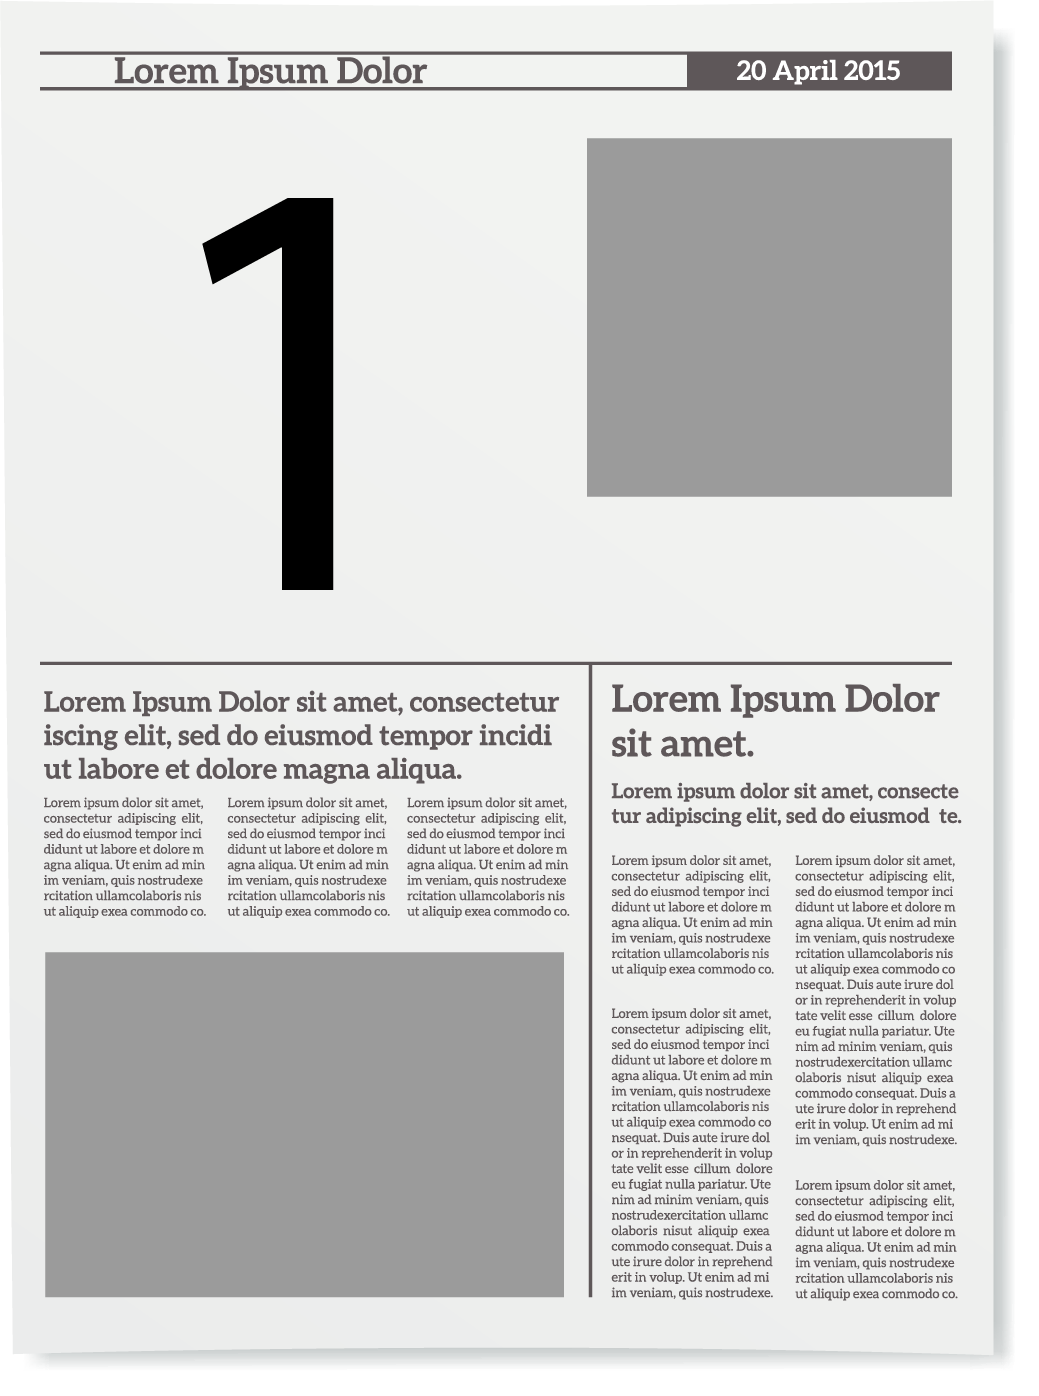 Lorem Ipsum Dolor
20 April 2015
1
Lorem Ipsum Dolor sit amet, consectetur
iscing elit, sed do eiusmod tempor incidi
ut labore et dolore magna aliqua.
Lorem ipsum dolor sit amet,
consectetur adipiscing elit,
sed do eiusmod tempor inci
didunt ut labore et dolore m
agna aliqua. Ut enim ad min
im veniam, quis nostrudexe
rcitation ullamcolaboris nis
ut aliquip exea commodo co.
Lorem ipsum dolor sit amet,
consectetur adipiscing elit,
sed do eiusmod tempor inci
didunt ut labore et dolore m
agna aliqua. Ut enim ad min
im veniam, quis nostrudexe
rcitation ullamcolaboris nis
ut aliquip exea commodo co.
Lorem ipsum dolor sit amet,
consectetur adipiscing elit,
sed do eiusmod tempor inci
didunt ut labore et dolore m
agna aliqua. Ut enim ad min
im veniam, quis nostrudexe
rcitation ullamcolaboris nis
ut aliquip exea commodo co.
Lorem Ipsum Dolor
sit amet.
Lorem ipsum dolor sit amet, consecte
tur adipiscing elit, sed do eiusmod te.
Lorem ipsum dolor sit amet,
consectetur adipiscing elit,
sed do eiusmod tempor inci
didunt ut labore et dolore m
agna aliqua. Ut enim ad min
im veniam, quis nostrudexe
rcitation ullamcolaboris nis
ut aliquip exea commodo co.
Lorem ipsum dolor sit amet,
consectetur adipiscing elit,
sed do eiusmod tempor inci
didunt ut labore et dolore m
agna aliqua. Ut enim ad min
im veniam, quis nostrudexe
rcitation ullamcolaboris nis
ut aliquip exea commodo co
nsequat. Duis aute irure dol
or in reprehenderit in volup
tate velit esse cillum dolore
eu fugiat nulla pariatur. Ute
nim ad minim veniam, quis
nostrudexercitation ullamc
olaboris nisut aliquip exea
commodo consequat. Duis a
ute irure dolor in reprehend
erit in volup. Ut enim ad mi
im veniam, quis nostrudexe.
Lorem ipsum dolor sit amet,
consectetur adipiscing elit,
sed do eiusmod tempor inci
didunt ut labore et dolore m
agna aliqua. Ut enim ad min
im veniam, quis nostrudexe
rcitation ullamcolaboris nis
ut aliquip exea commodo co
nsequat. Duis aute irure dol
or in reprehenderit in volup
tate velit esse cillum dolore
eu fugiat nulla pariatur. Ute
nim ad minim veniam, quis
nostrudexercitation ullamc
olaboris nisut aliquip exea
commodo consequat. Duis a
ute irure dolor in reprehend
erit in volup. Ut enim ad mi
im veniam, quis nostrudexe.
Lorem ipsum dolor sit amet,
consectetur adipiscing elit,
sed do eiusmod tempor inci
didunt ut labore et dolore m
agna aliqua. Ut enim ad min
im veniam, quis nostrudexe
rcitation ullamcolaboris nis
ut aliquip exea commodo co.